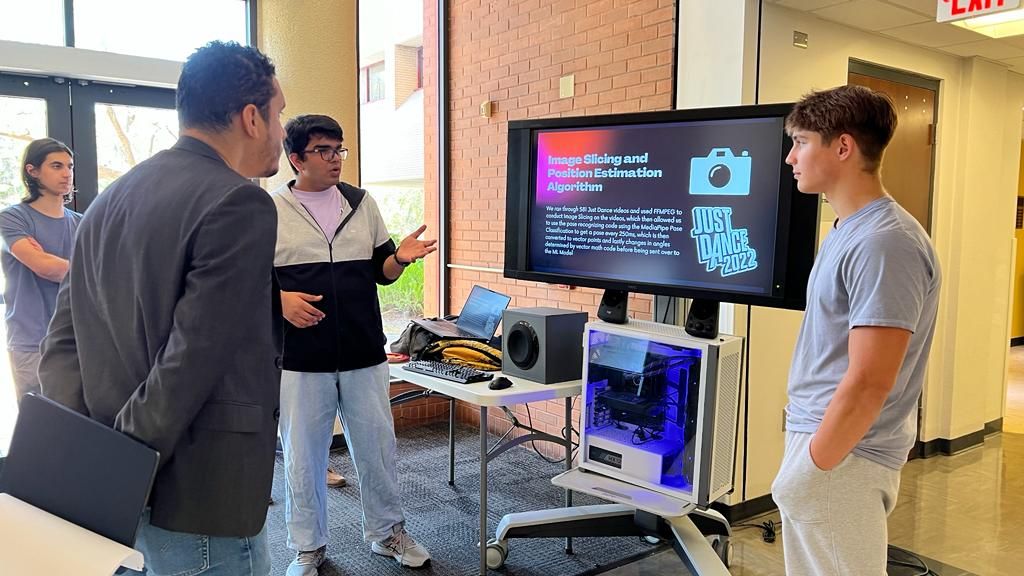 EXIT
Image Slicing and
Position Estimation
Algorithm
We ran through 581 Just Dance videos and used FFMPEG to
conduct Image Slicing on the videos, which then allowed us
to use the pose recognizing code using the MediaPipe Pose
Classification to get a pose every 250ms, which is then
converted to vector points and lastly changes in angles
determined by vector math code before being sent over to
the ML Model
JUST
DANCE
2022